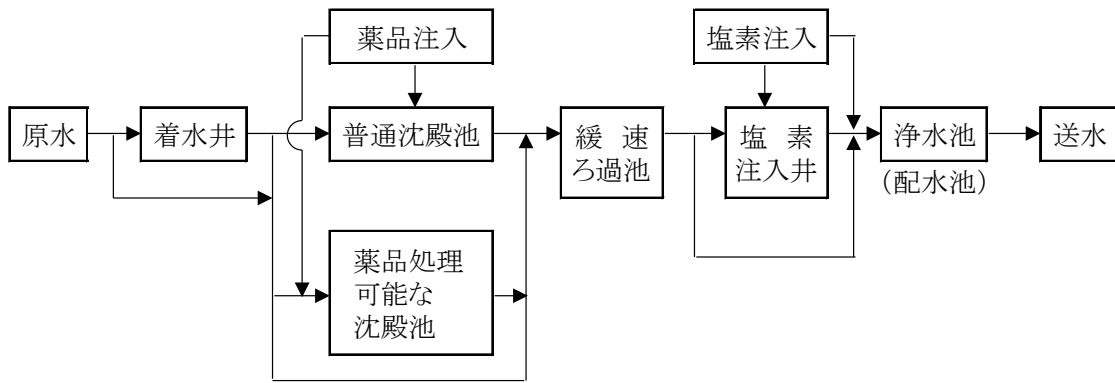 薬品注入
塩素注入
原水
着水井
普通沈殿池
緩速
ろ過池
塩素
注入井
浄水池
(配水池)
送水
薬品処理
可能な
沈殿池